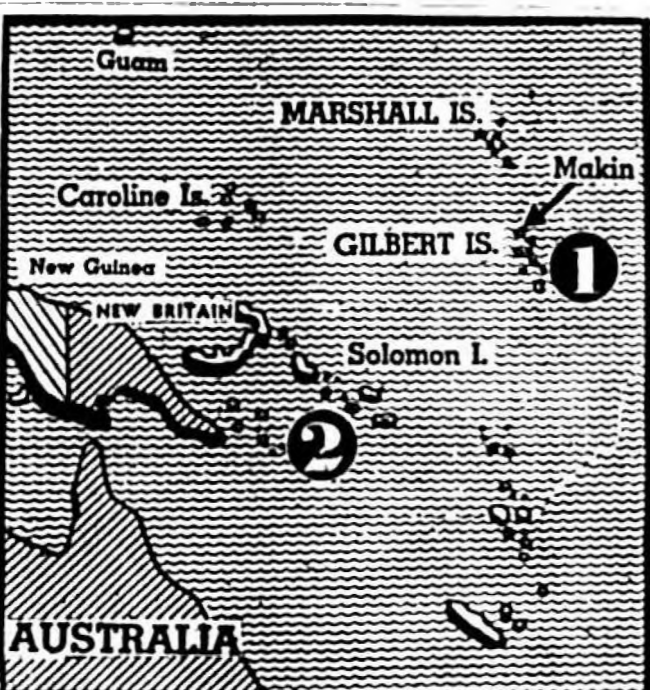 Guam
MARSHALL IS.
Makin
Caroline Is.
GILBERT IS.
1
New Guinea
NEW BRITAIN
Solomon I.
2
AUSTRALIA